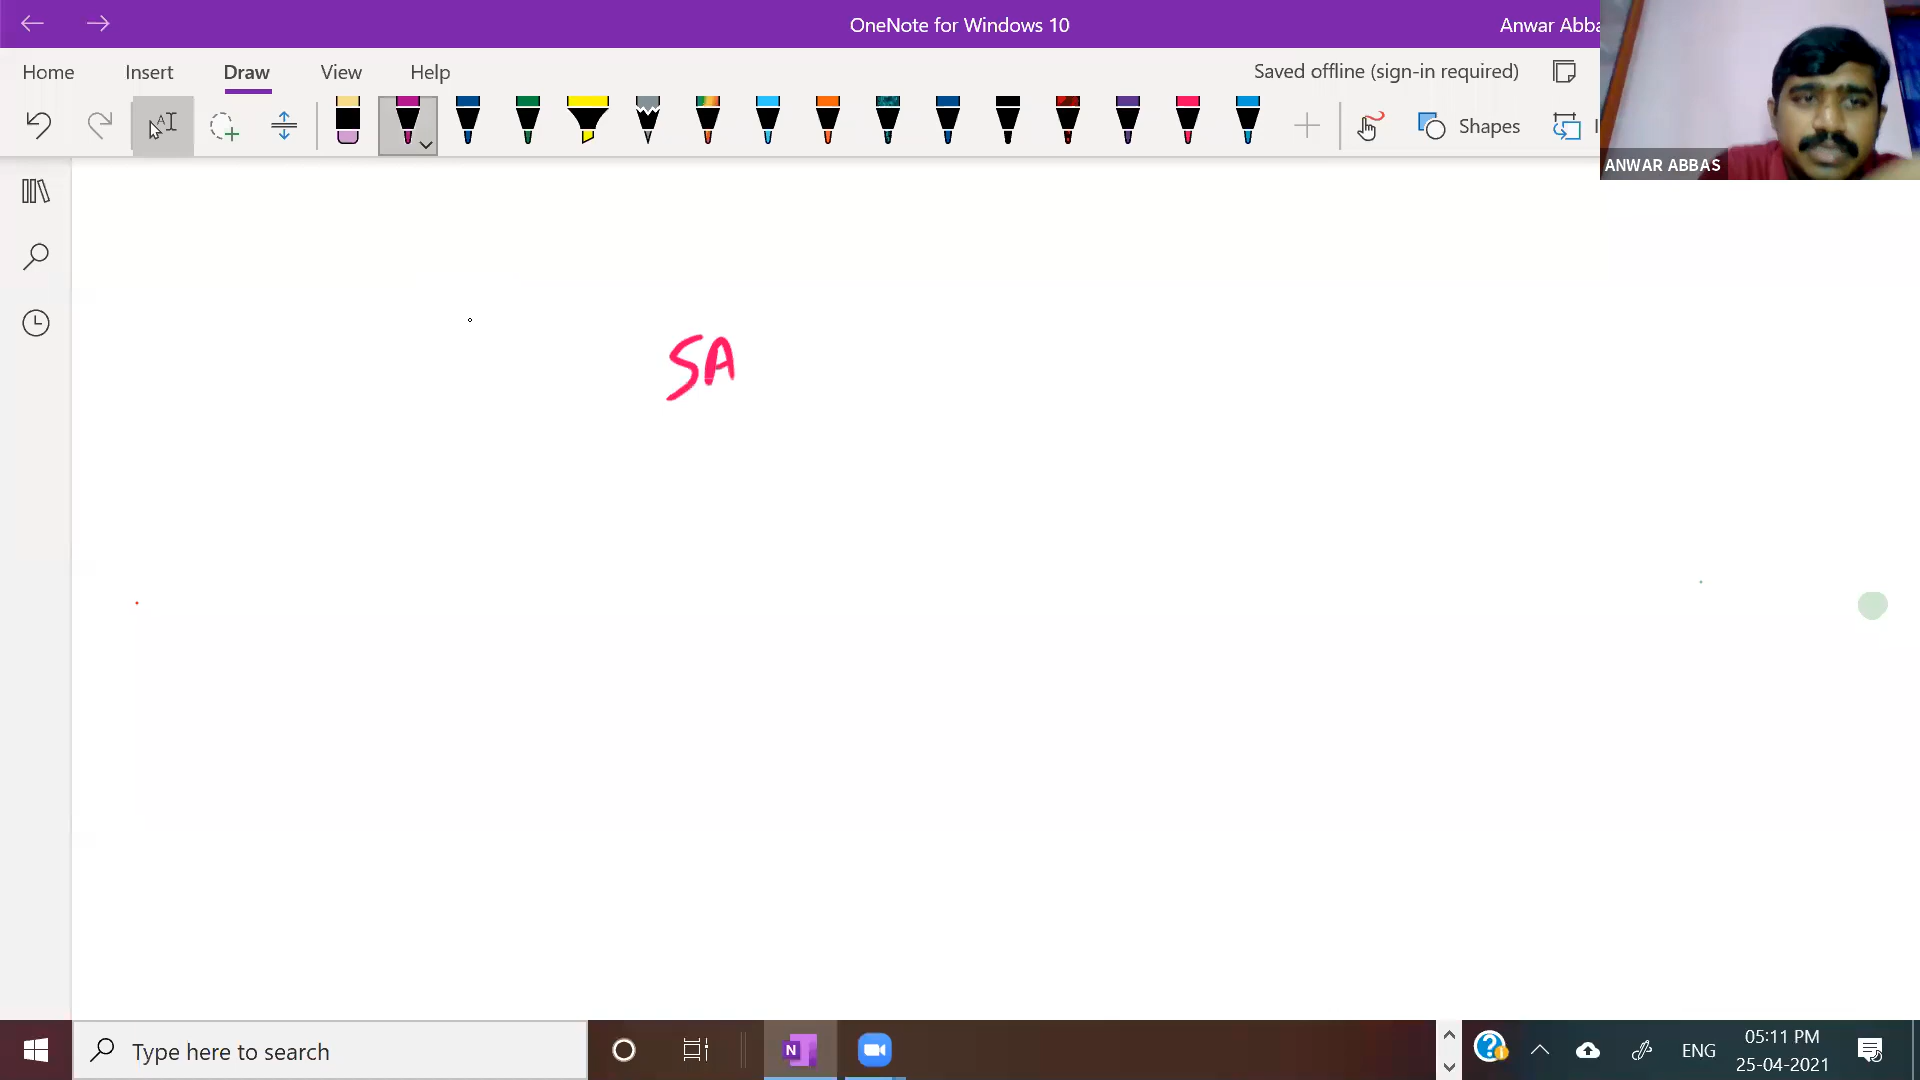 OneNote for Windows 10
Anwar Abba
Home Insert Draw View Help
Saved offline (sign-in required)
Shapes
ANWAR ABBAS
SA
Type here to search
ENG
05:11 PM
25-04-2021